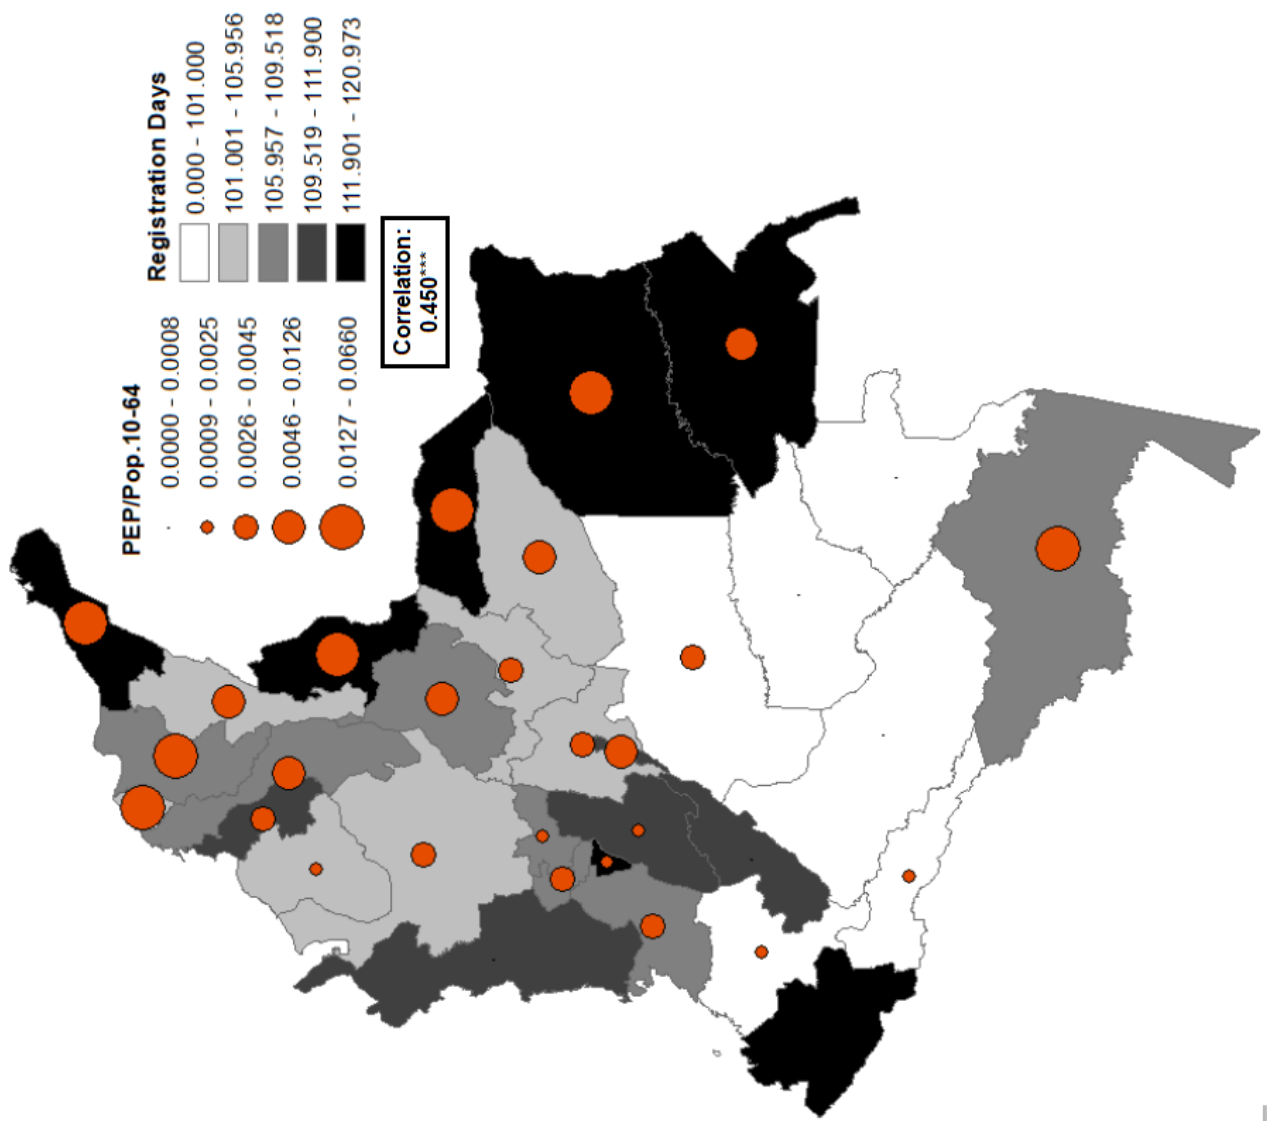 PEP/Pop.10-64
0.0000 - 0.0008
0.0009 - 0.0025
0.0026 - 0.0045
0.0046 - 0.0126
0.0127 - 0.0660
Registration Days
0.000 - 101.000
101.001 - 105.956
105.957 - 109.518
109.519 - 111.900
111.901 - 120.973
Correlation:
0.450***